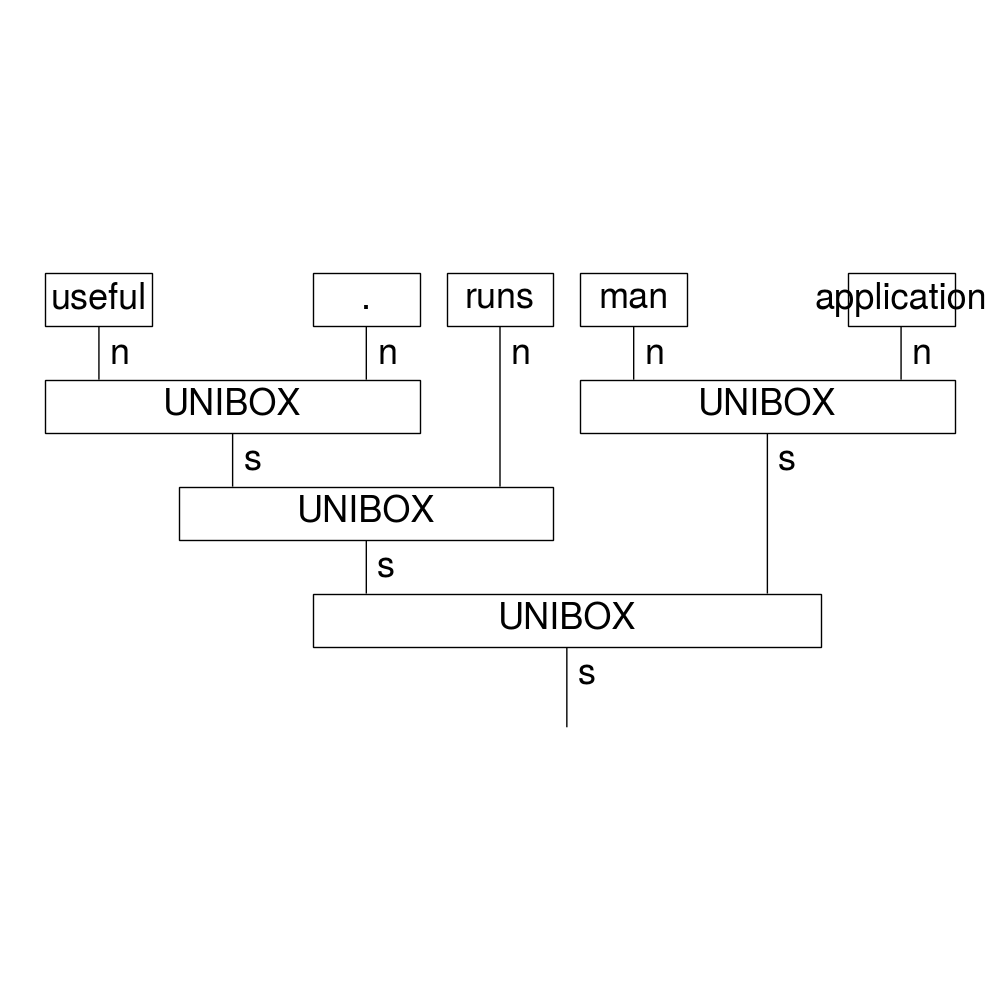 useful . runs man application
n n n n n
UNIBOX UNIBOX
s s
UNIBOX
s
UNIBOX
s